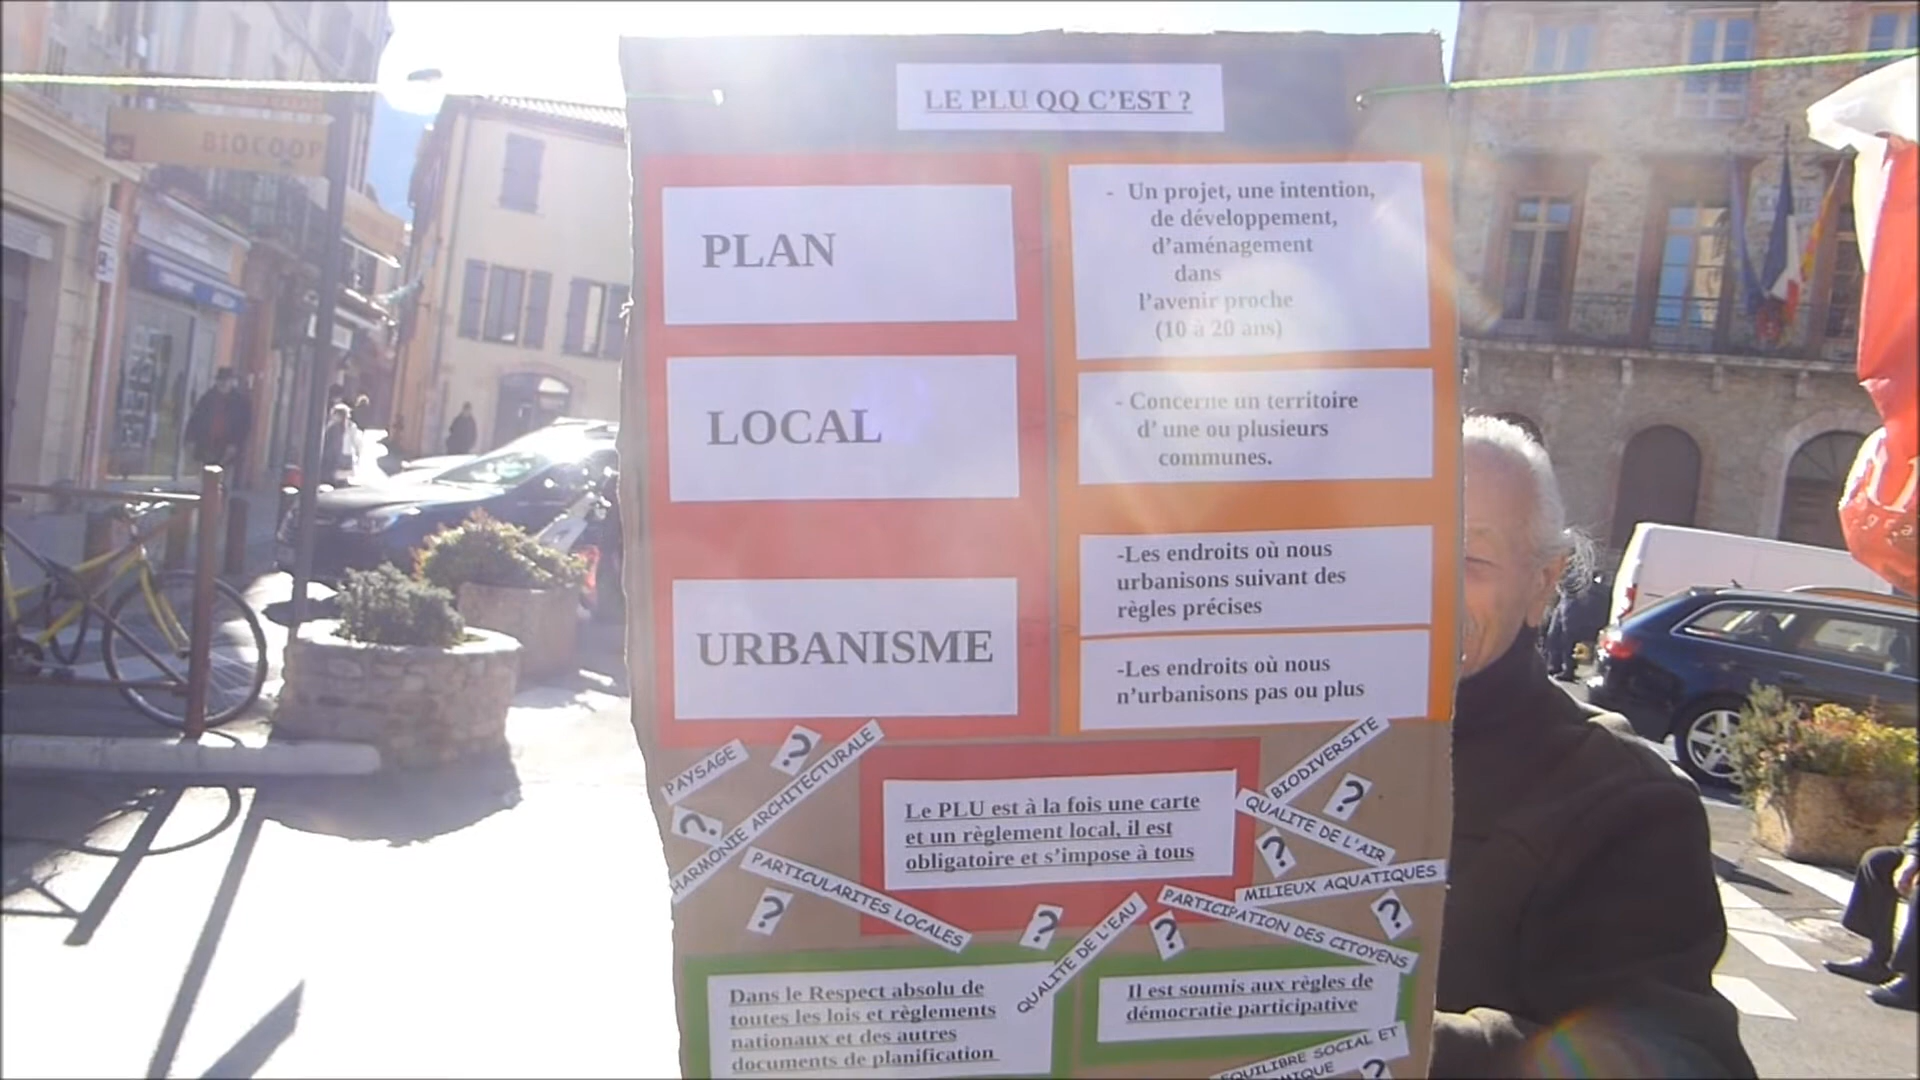 BIOCOOP
LE PLU QQ C'EST ?
PLAN
- Un projet, une intention,
de développement,
d'aménagement
dans
l'avenir proche
(10 à 20 ans)
LOCAL
- Concerne un territoire
d' une ou plusieurs
communes.
URBANISME
-Les endroits où nous
urbanisons suivant des
règles précises
-Les endroits où nous
n'urbanisons pas ou plus
PAYSAGE
?
HARMONIE ARCHITECTURALE
?
PARTICULARITES LOCALES
?
Le PLU est à la fois une carte
et un règlement local, il est
obligatoire et s'impose à tous
BIODIVERSITE
?
QUALITE DE L'AIR
?
MILIEUX AQUATIQUES
?
PARTICIPATION DES CITOYENS
?
QUALITE DE L'EAU
?
Dans le Respect absolu de
toutes les lois et règlements
nationaux et des autres
documents de planification
Il est soumis aux règles de
démocratie participative
EQUILIBRE SOCIAL ET
?